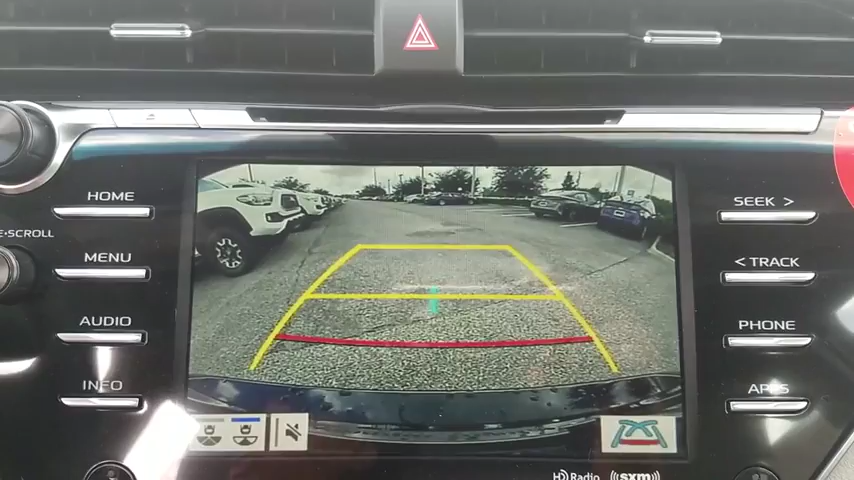 HOME
MENU
AUDIO
INFO
E-SCROLL
SEEK >
< TRACK
PHONE
APPS
HD Radio
((sxm))